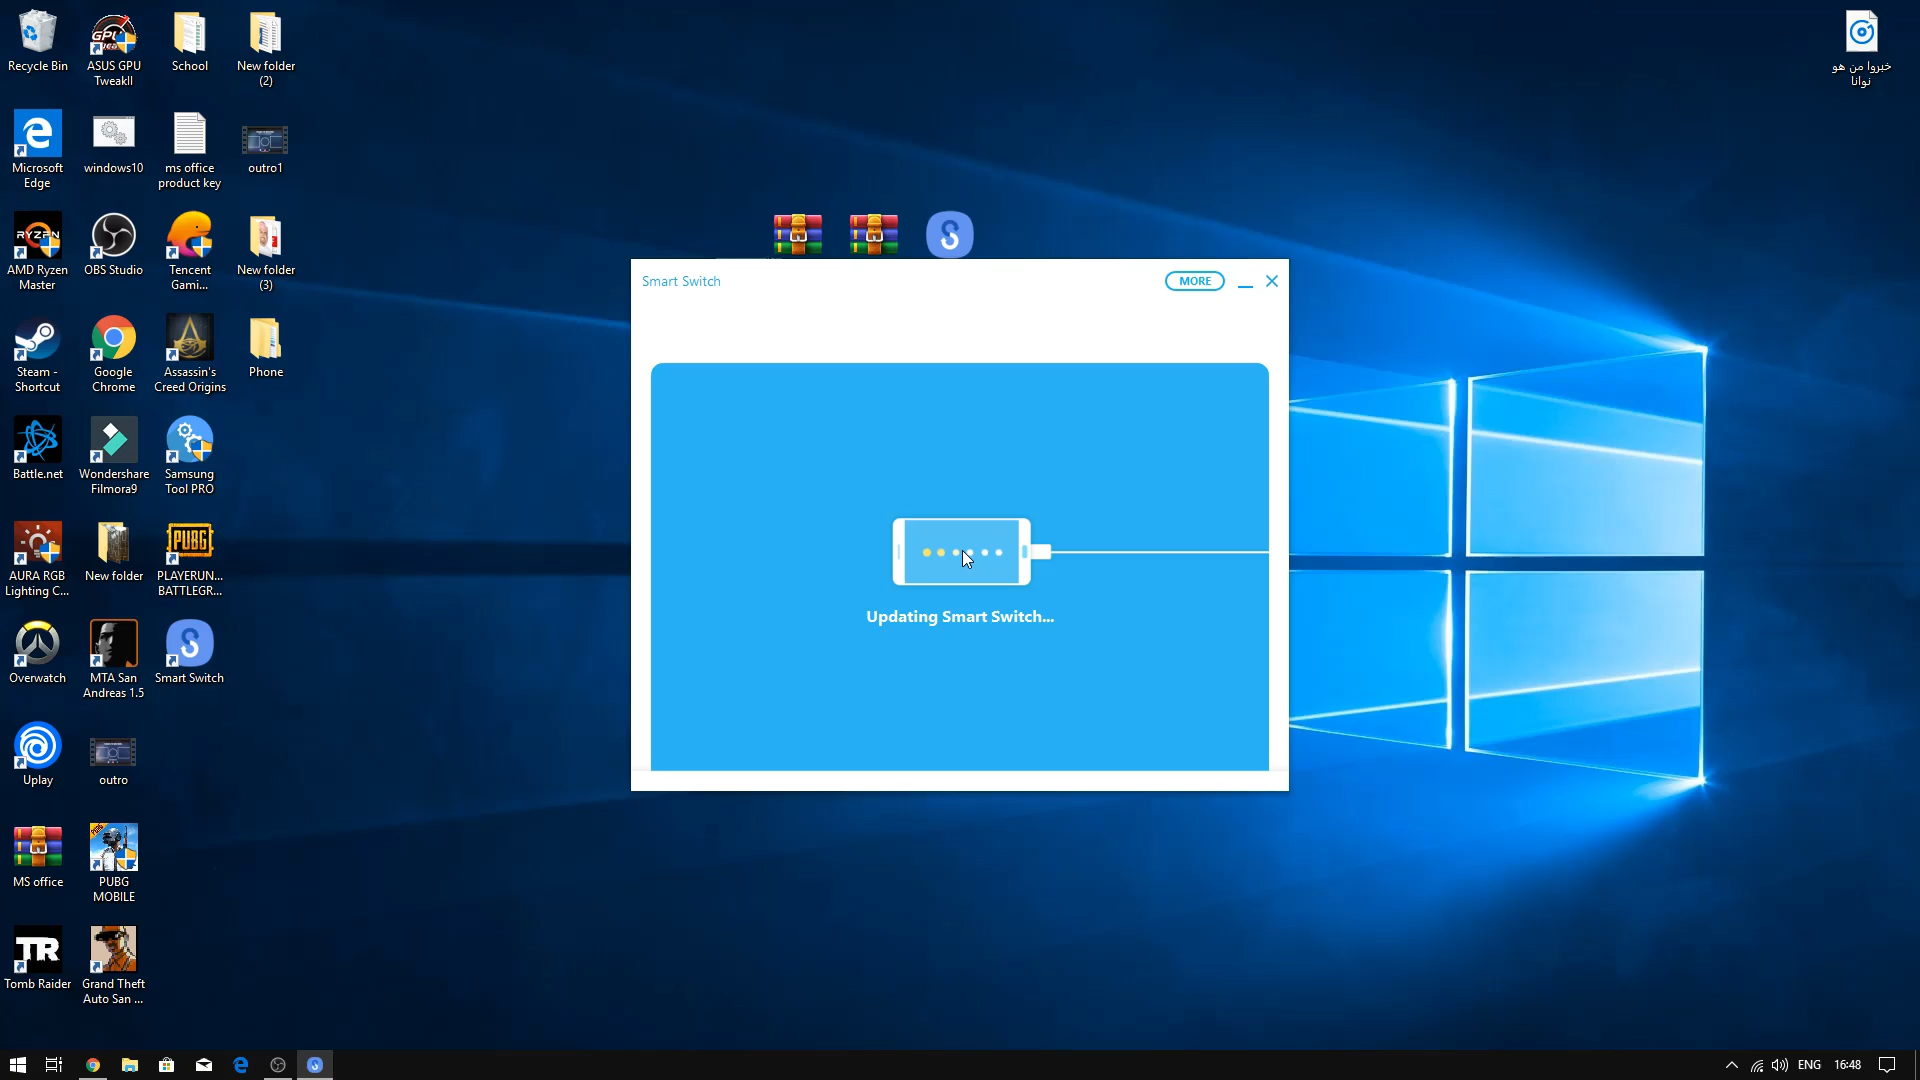 Recycle Bin
ASUS GPU
TweakII
School
New folder
(2)
Microsoft
Edge
windows10
ms office
product key
outro1
RYZEN
AMD Ryzen
Master
OBS Studio
Tencent
Gami...
New folder
(3)
Steam -
Shortcut
Google
Chrome
Assassin's
Creed Origins
Phone
Battle.net
Wondershare
Filmora9
Samsung
Tool PRO
AURA RGB
Lighting C...
New folder
PUBG
PLAYERUN...
BATTLEGR...
Overwatch
MTA San
Andreas 1.5
Smart Switch
Uplay
outro
MS office
PUBG
MOBILE
TR
Tomb Raider
Grand Theft
Auto San ...
خبروا من هو
نوانا
Smart Switch
MORE
Updating Smart Switch...
ENG
16:48